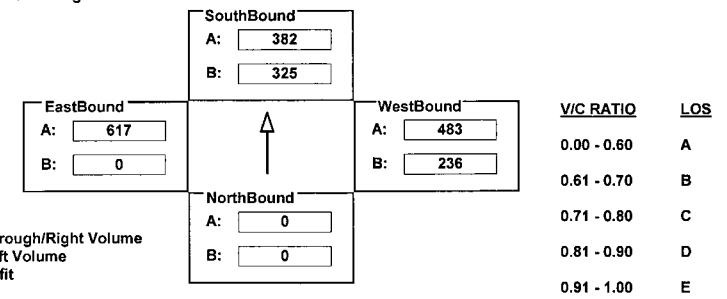 SouthBound
A: 382
B: 325
EastBound
A: 617
B: 0
WestBound
A: 483
B: 236
NorthBound
A: 0
B: 0
rough/Right Volume
ft Volume
fit
V/C RATIO LOS
0.00 - 0.60 A
0.61 - 0.70 B
0.71 - 0.80 C
0.81 - 0.90 D
0.91 - 1.00 E